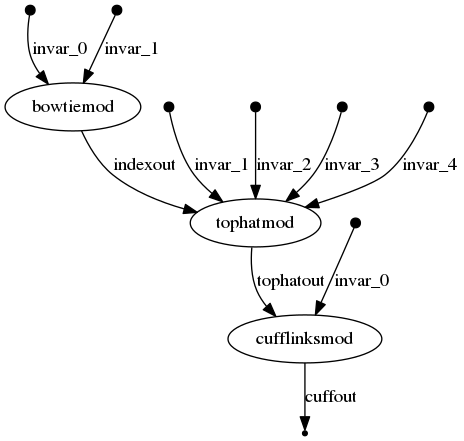 invar_0 invar_1
bowtiemod
indexout invar_1 invar_2 invar_3 invar_4
tophatmod
tophatout invar_0
cufflinksmod
cuffout